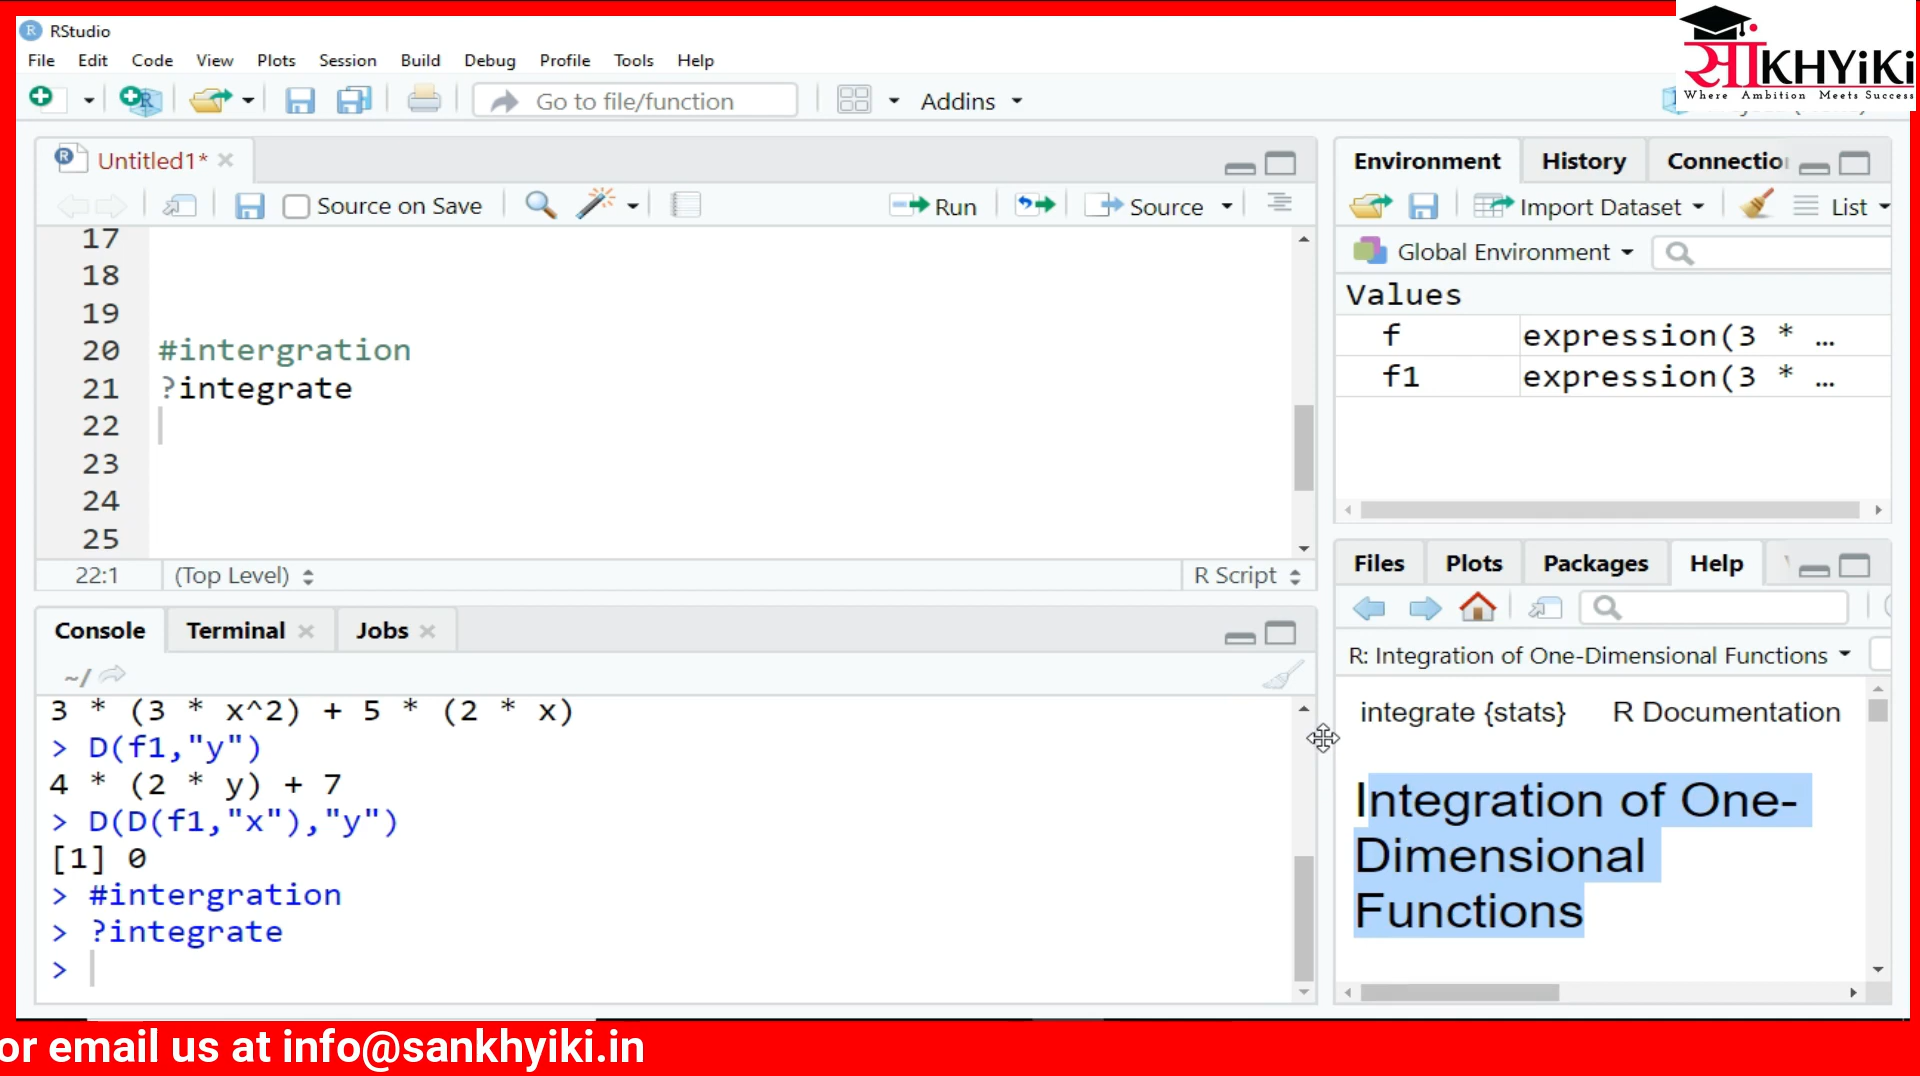 RStudio
File Edit Code View Plots Session Build Debug Profile Tools Help
Go to file/function Addins
सांKHYiKi
Where Ambition Meets Success
Untitled1*
Source on Save Run Source
17
18
19
20 #intergration
21 ?integrate
22
23
24
25
22:1 (Top Level) R Script
Console Terminal Jobs
~/
3 * (3 * x^2) + 5 * (2 * x)
> D(f1,"y")
4 * (2 * y) + 7
> D(D(f1,"x"),"y")
[1] 0
> #intergration
> ?integrate
>
Environment History Connectio
Import Dataset List
Global Environment
Values
f expression(3 * …
f1 expression(3 * …
Files Plots Packages Help
R: Integration of One-Dimensional Functions
integrate {stats} R Documentation
Integration of One-
Dimensional
Functions
or email us at info@sankhyiki.in